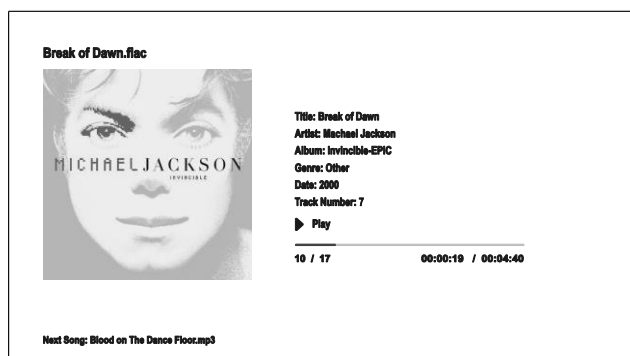 Break of Dawn.flac
MICHAEL JACKSON
INVINCIBLE
Title: Break of Dawn
Artist: Machael Jackson
Album: Invincible-EPIC
Genre: Other
Date: 2000
Track Number: 7
Play
10 / 17 00:00:19 / 00:04:40
Next Song: Blood on The Dance Floor.mp3